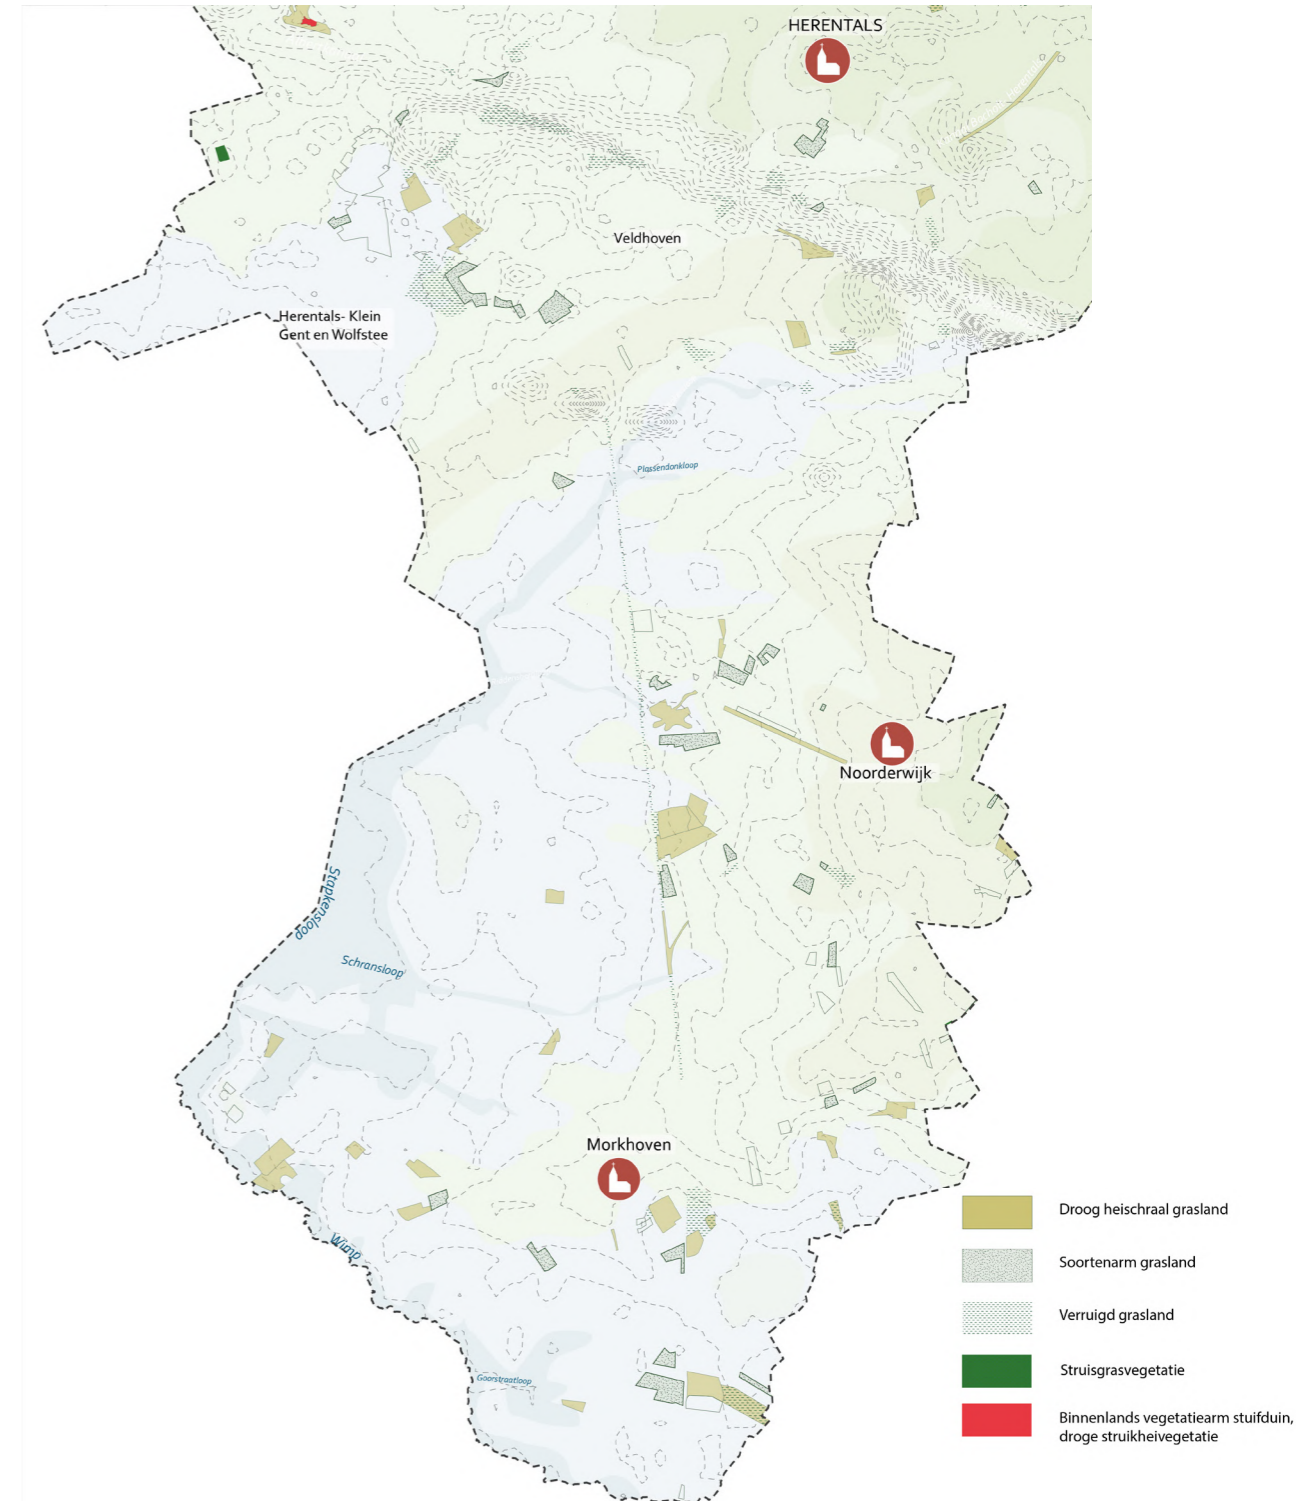 HERENTALS
Veldhoven
Herentals- Klein
Gent en Wolfstee
Plassendonkloop
Noorderwijk
Stapkensloop
Schransloop
Morkhoven
Wimp
Goorstraatloop
Droog heischraal grasland
Soortenarm grasland
Verruigd grasland
Struisgrasvegetatie
Binnenlands vegetatiearm stuifduin,
droge struikheivegetatie